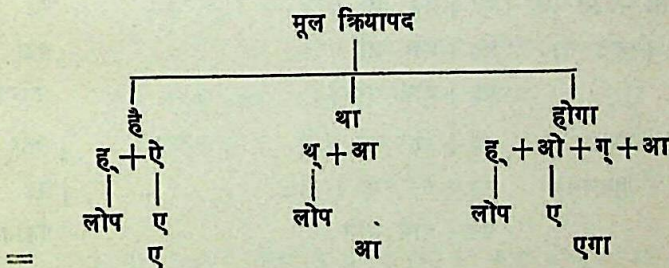 मूल क्रियापद
है था होगा
ह् + ऐ थ् + आ ह् + ओ + ग् + आ
लोप ए लोप लोप ए
= ए आ एगा